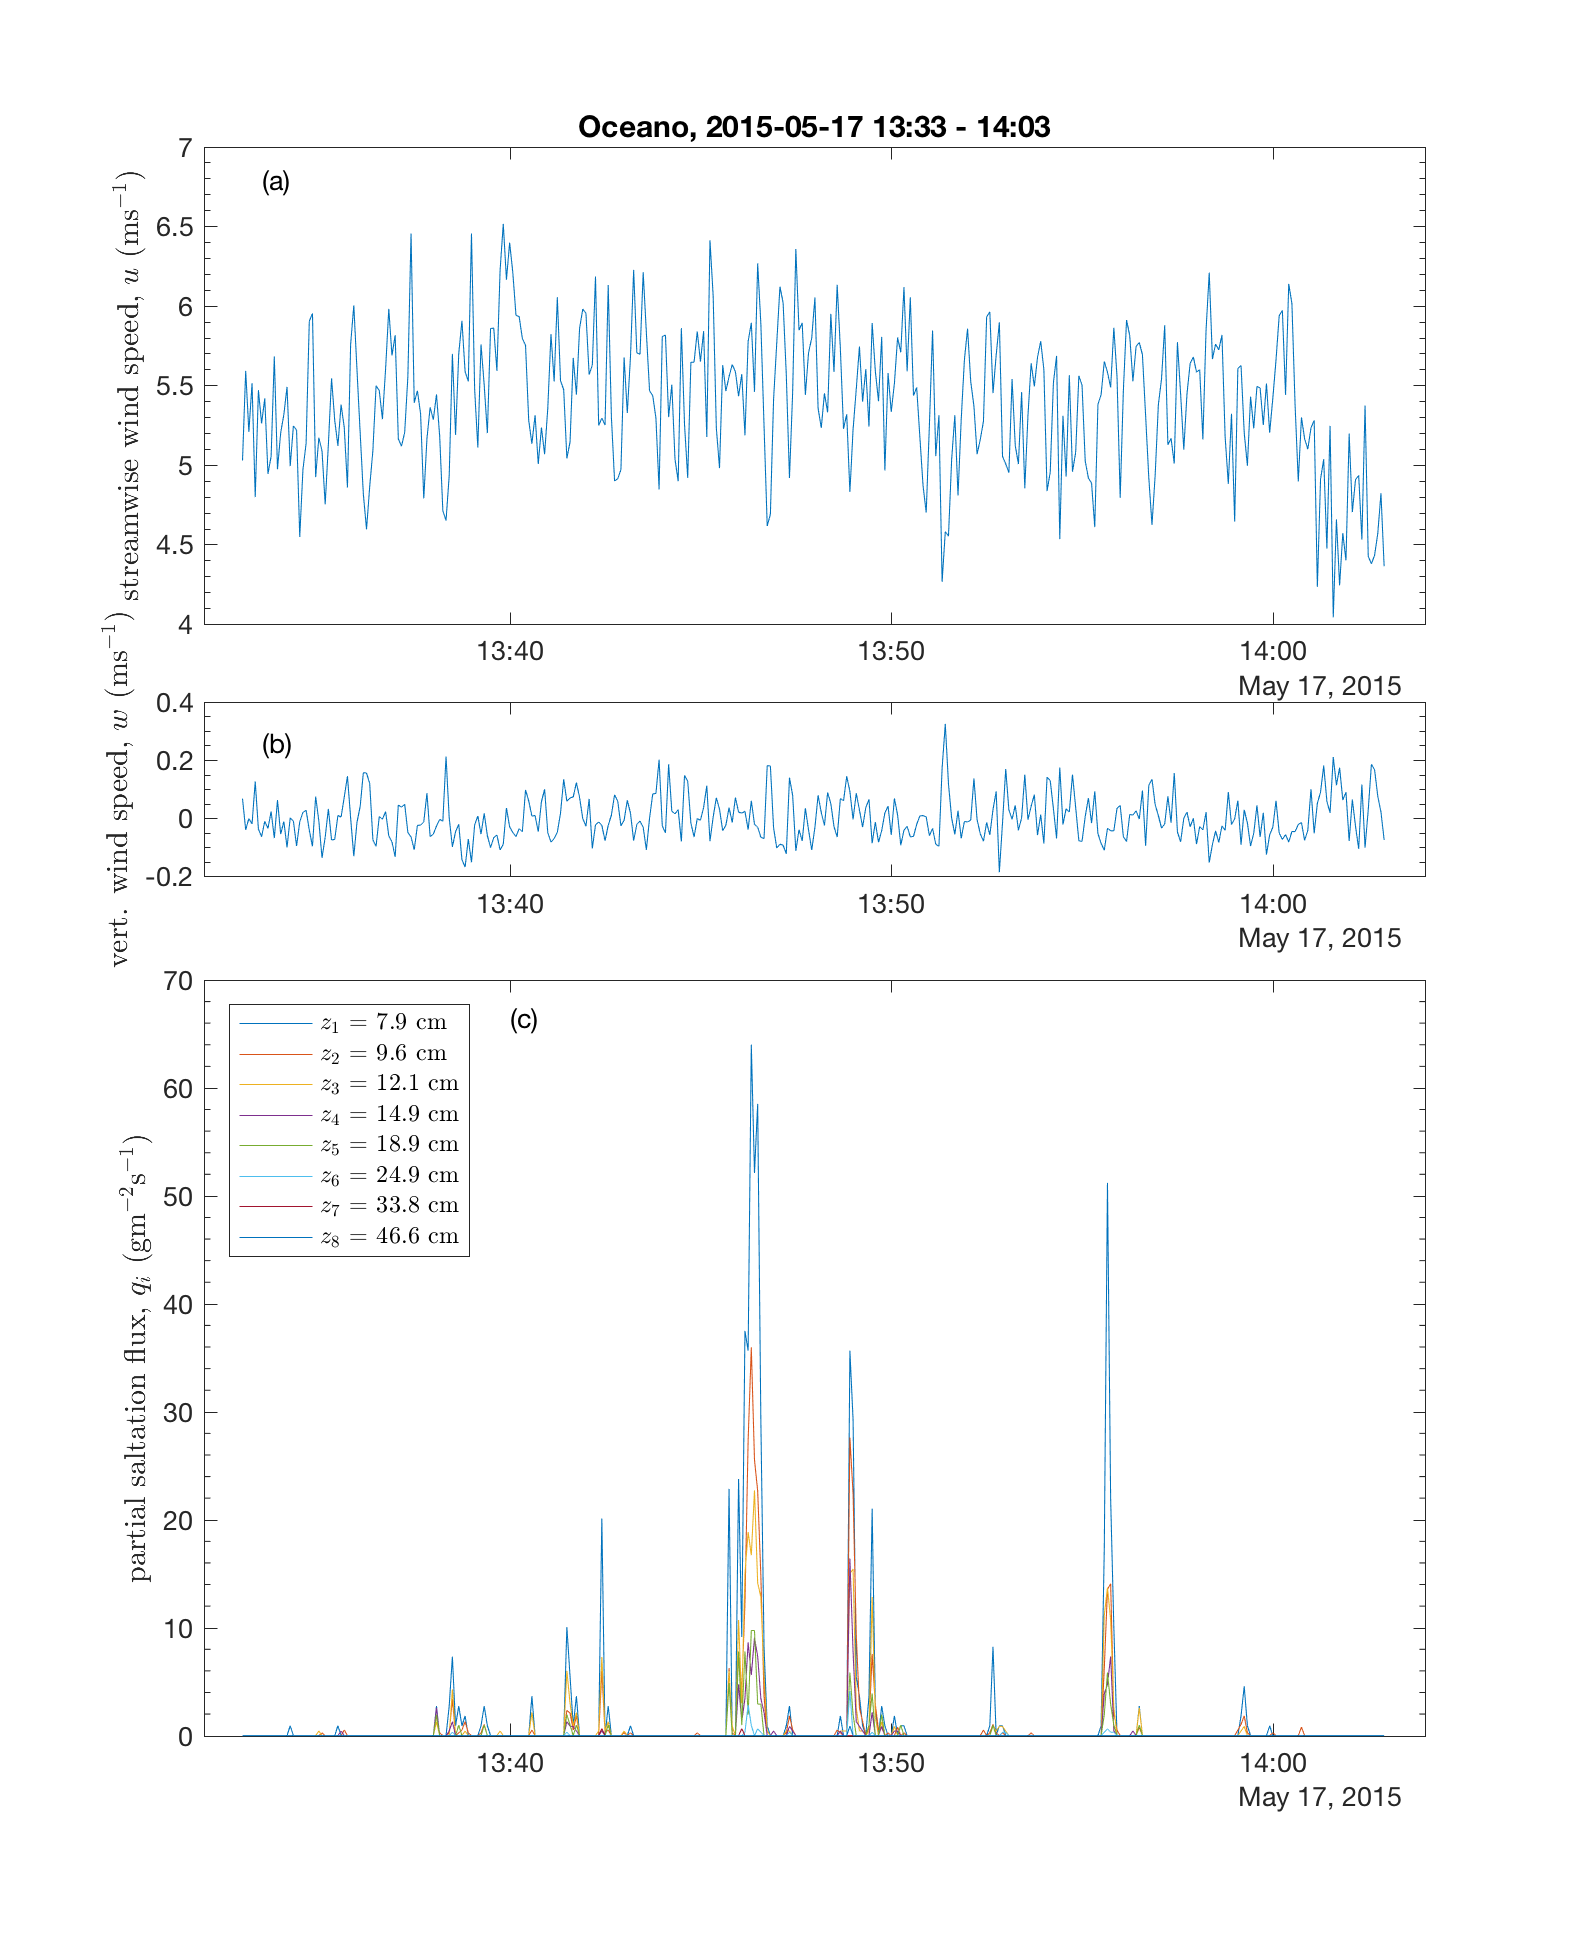 Oceano, 2015-05-17 13:33 - 14:03
streamwise wind speed, u (ms⁻¹)
(a)
7
6.5
6
5.5
5
4.5
4
13:40 13:50 14:00
May 17, 2015
vert. wind speed, w (ms⁻¹)
(b)
0.4
0.2
0
-0.2
13:40 13:50 14:00
May 17, 2015
partial saltation flux, qᵢ (gm⁻²s⁻¹)
(c)
70
60
50
40
30
20
10
0
z₁ = 7.9 cm
z₂ = 9.6 cm
z₃ = 12.1 cm
z₄ = 14.9 cm
z₅ = 18.9 cm
z₆ = 24.9 cm
z₇ = 33.8 cm
z₈ = 46.6 cm
13:40 13:50 14:00
May 17, 2015